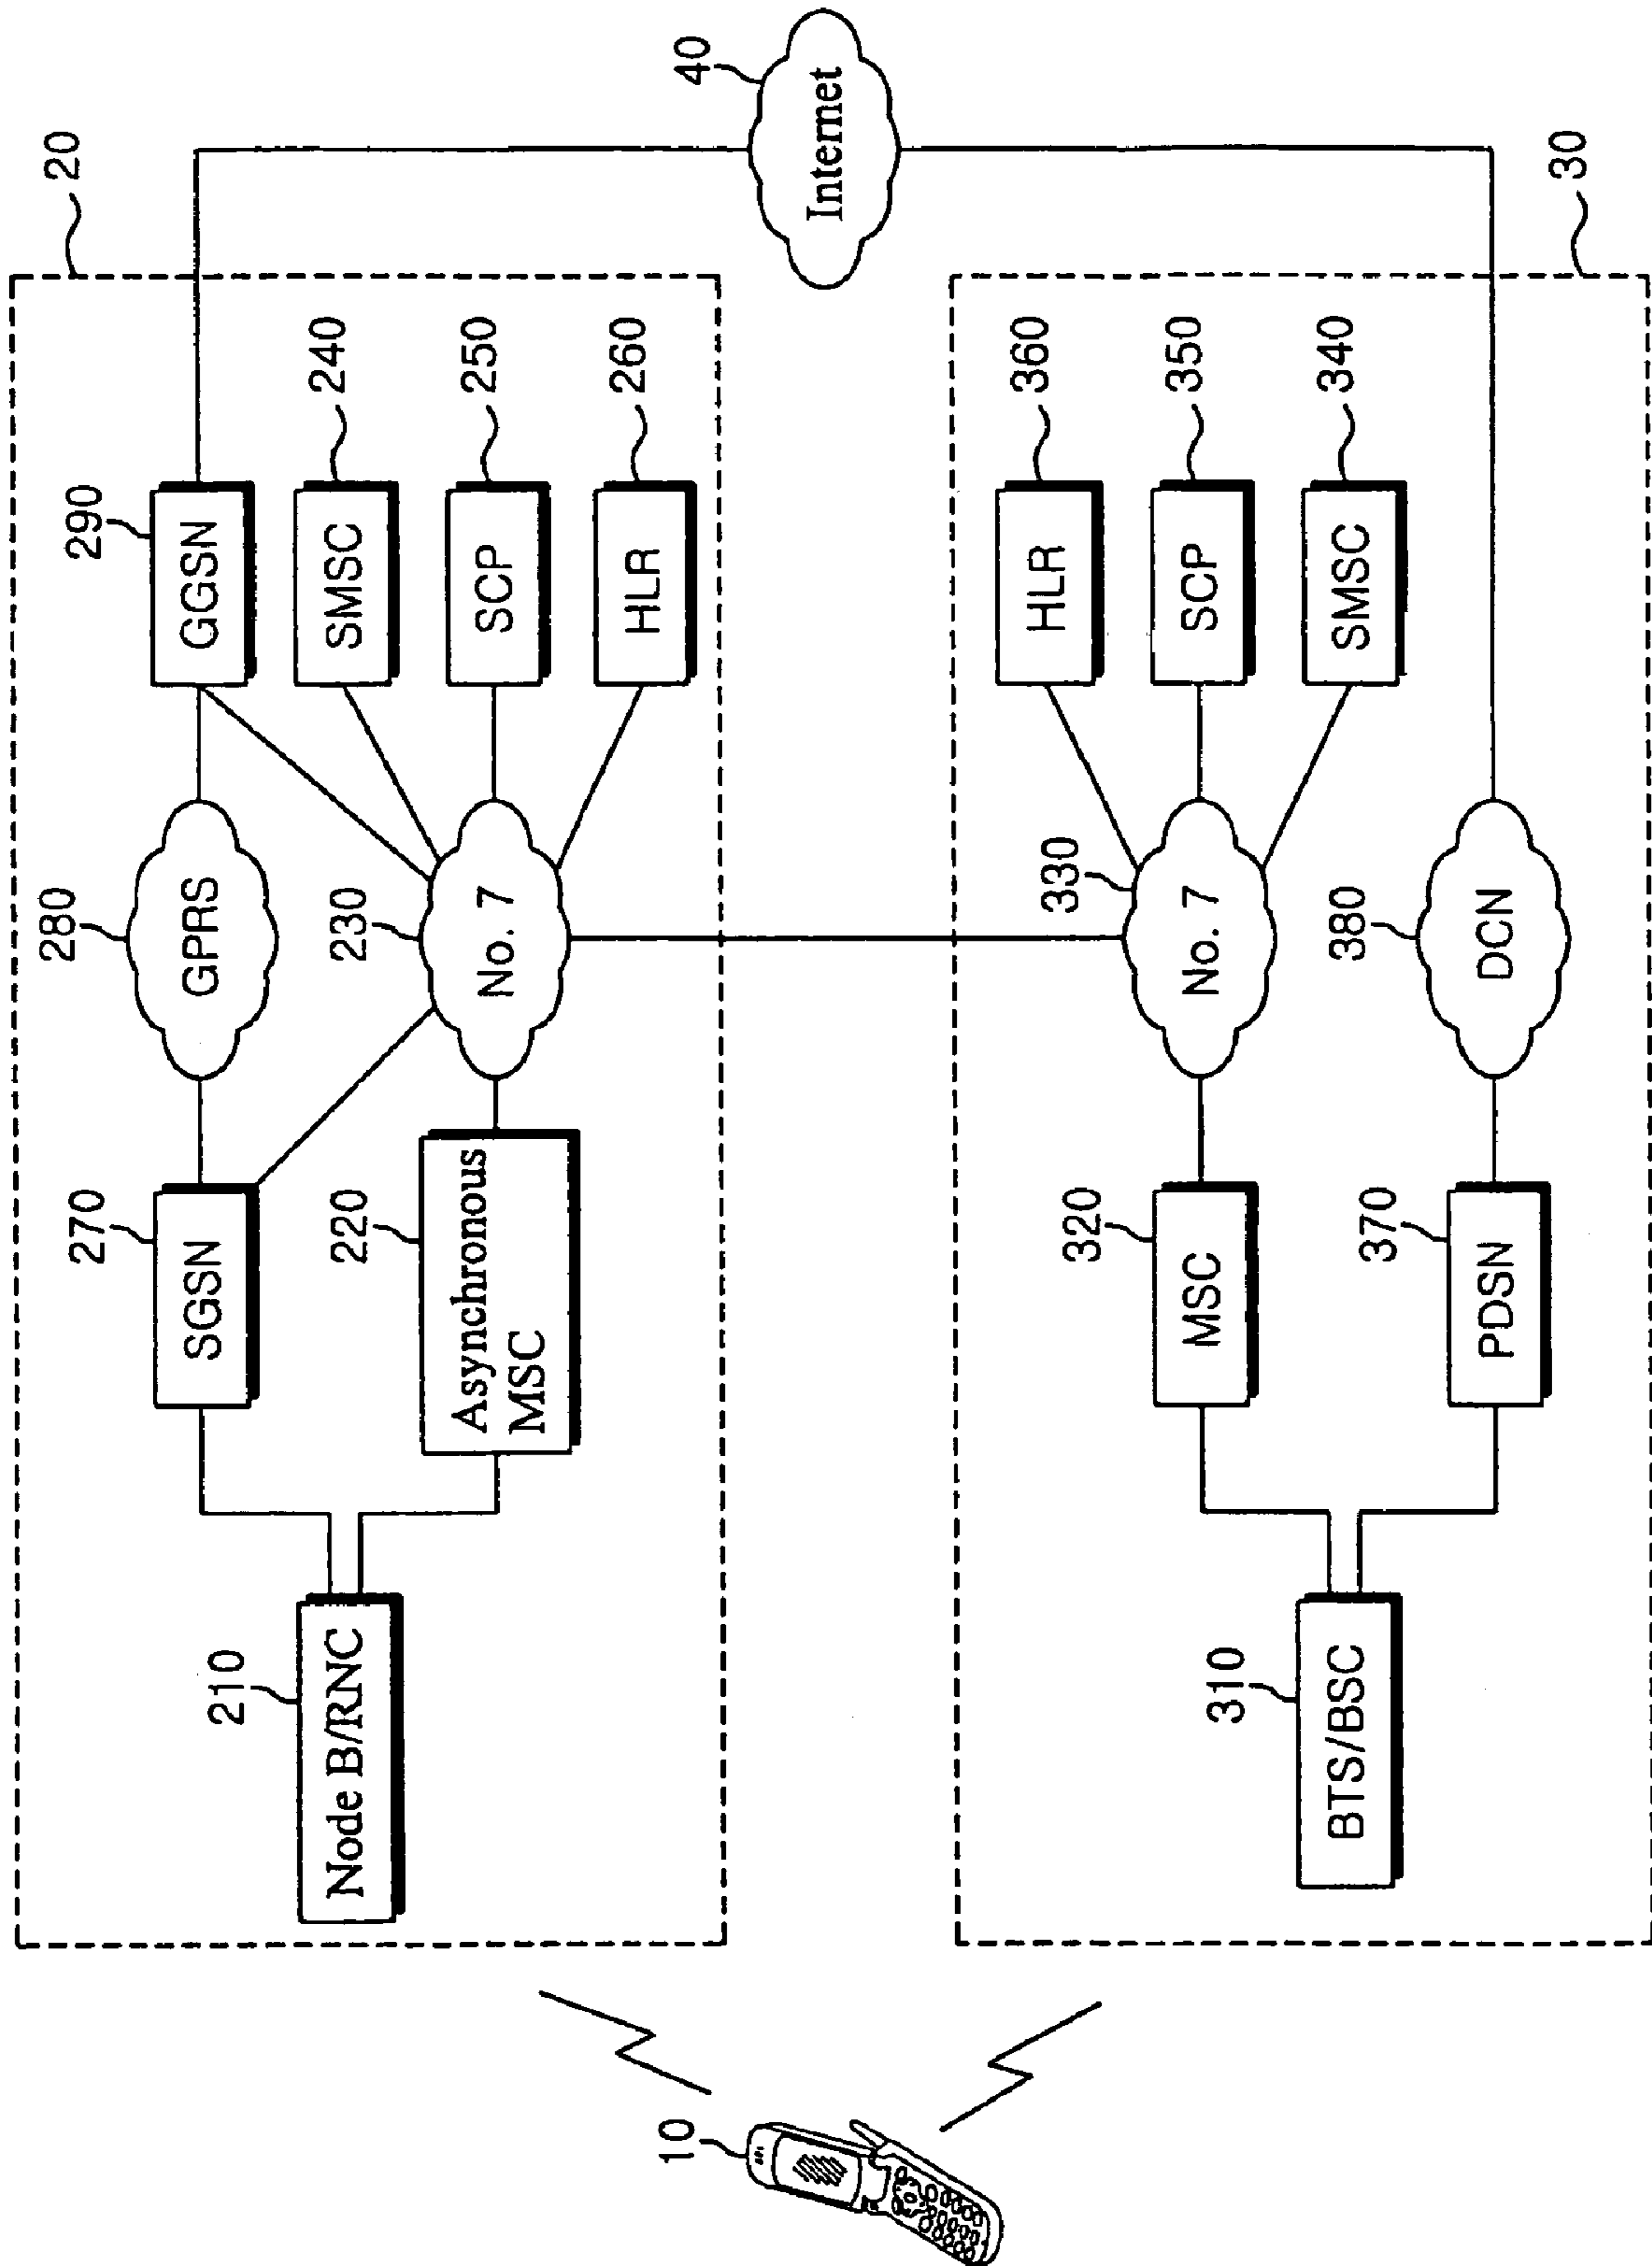 20
290
GGSN
280
GPRS
270
SGSN
240
SMSC
250
SCP
260
HLR
230
No. 7
220
Asynchronous
MSC
210
Node B/RNC
10
40
Internet
30
360
HLR
350
SCP
340
SMSC
330
No. 7
320
MSC
380
DCN
370
PDSN
310
BTS/BSC